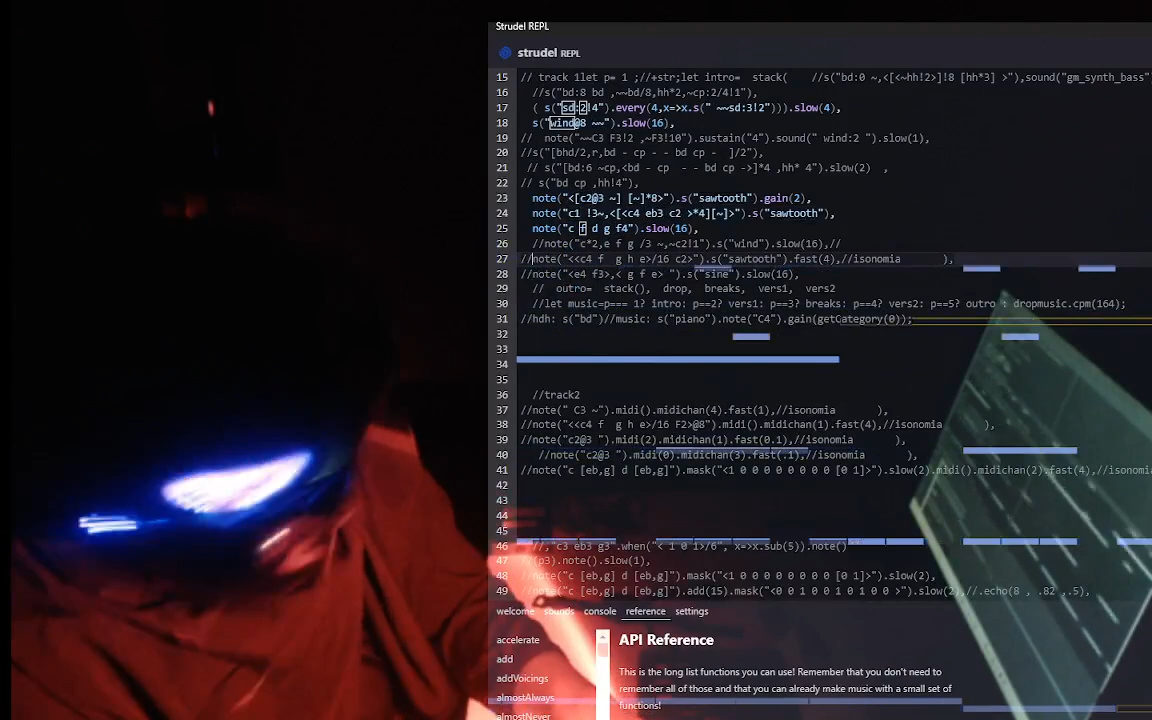 Strudel REPL
strudel REPL
15 // track 1let p= 1 ;//+str;let intro= stack( //s("bd:0 ~,<[<~hh!2>]!8 [hh*3] >"),sound("gm_synth_bass"
16 //s("bd:8 bd ,~~bd/8,hh*2,~cp:2/4!1"),
17 ( s("sd:2!4").every(4,x=>x.s(" ~~sd:3!2"))).slow(4),
18 s("wind@8 ~~").slow(16),
19 // note("~~C3 F3!2 ,~F3!10").sustain("4").sound(" wind:2 ").slow(1),
20 //s("[bhd/2,r,bd - cp - - bd cp - ]/2"),
21 // s("[bd:6 ~cp,<bd - cp - - bd cp ->]*4 ,hh* 4").slow(2) ,
22 // s("bd cp ,hh!4"),
23 note("<[c2@3 ~] [~]*8>").s("sawtooth").gain(2),
24 note("c1 !3~,<[<c4 eb3 c2 >*4][~]>").s("sawtooth"),
25 note("c f d g f4").slow(16),
26 //note("c*2,e f g /3 ~,~c2!1").s("wind").slow(16),//
27 //note("<<c4 f g h e>/16 c2>").s("sawtooth").fast(4),//isonomia ),
28 //note("<e4 f3>,< g f e> ").s("sine").slow(16),
29 // outro= stack(), drop, breaks, vers1, vers2
30 //let music=p=== 1? intro: p==2? vers1: p==3? breaks: p==4? vers2: p==5? outro : dropmusic.cpm(164);
31 //hdh: s("bd")//music: s("piano").note("C4").gain(getCategory(0));
32
33
34
35
36 //track2
37 //note(" C3 ~").midi().midichan(4).fast(1),//isonomia ),
38 //note("<<c4 f g h e>/16 F2>@8").midi().midichan(1).fast(4),//isonomia ),
39 //note("c2@3 ").midi(2).midichan(1).fast(0.1),//isonomia ),
40 //note("c2@3 ").midi(0).midichan(3).fast(.1),//isonomia ),
41 //note("c [eb,g] d [eb,g]").mask("<1 0 0 0 0 0 0 0 [0 1]>").slow(2).midi().midichan(2).fast(4),//isonomia
42
43
44
45
46 //,"c3 eb3 g3".when("< 1 0 1>/6", x=>x.sub(5)).note()
47 //(p3).note().slow(1),
48 //note("c [eb,g] d [eb,g]").mask("<1 0 0 0 0 0 0 0 [0 1]>").slow(2),
49 //note("c [eb,g] d [eb,g]").add(15).mask("<0 0 1 0 0 1 0 1 0 0 >").slow(2),//.echo(8 , .82 ,.5),
welcome sounds console reference settings
accelerate
add
addVoicings
almostAlways
almostNever
API Reference
This is the long list functions you can use! Remember that you don't need to
remember all of those and that you can already make music with a small set of
functions!